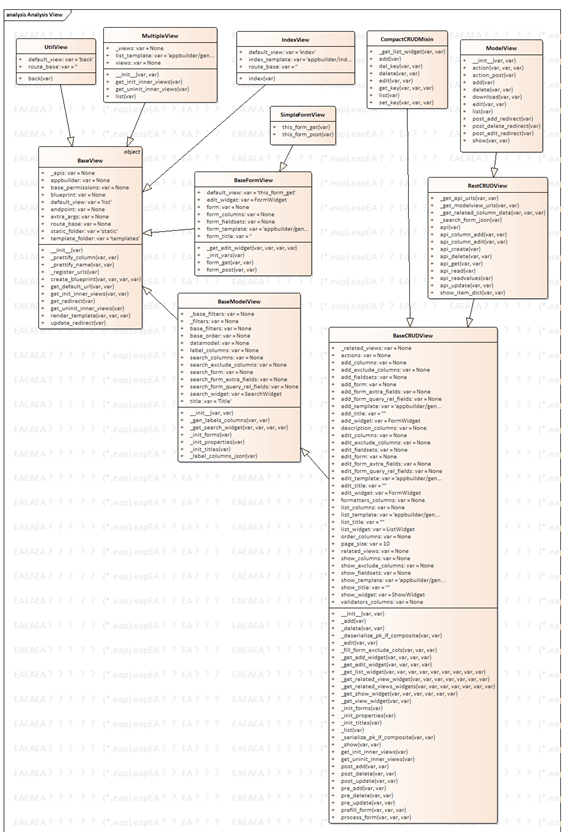 analysis Analysis View
UtilView
+ default_view: var ='back'
+ route_base: var = ''
+ back(var)
MultipleView
+ _views: var = None
+ list_template: var = 'appbuilder/gen...
+ views: var = None
+ __init__(var, var)
+ get_init_inner_views(var)
+ get_uninit_inner_views(var)
+ list(var)
IndexView
+ default_view: var = 'index'
+ index_template: var = 'appbuilder/ind...
+ route_base: var = ''
+ index(var)
CompactCRUDMixin
+ _get_list_widget(var, var)
+ add(var)
+ del_key(var, var)
+ delete(var, var)
+ edit(var, var)
+ get_key(var, var, var)
+ list(var)
+ set_key(var, var, var)
ModelView
+ __init__(var, var)
+ action(var, var, var)
+ action_post(var)
+ add(var)
+ delete(var, var)
+ download(var, var)
+ edit(var, var)
+ list(var)
+ post_add_redirect(var)
+ post_delete_redirect(var)
+ post_edit_redirect(var)
+ show(var, var)
SimpleFormView
+ this_form_get(var)
+ this_form_post(var)
object
BaseView
+ _apis: var = None
+ appbuilder: var = None
+ base_permissions: var = None
+ blueprint: var = None
+ default_view: var = 'list'
+ endpoint: var = None
+ extra_args: var = None
+ route_base: var = None
+ static_folder: var = 'static'
+ template_folder: var = 'templates'
+ __init__(var)
+ _prettify_column(var)
+ _prettify_name(var, var)
+ _register_urls(var)
+ create_blueprint(var, var, var, var)
+ get_default_url(var, var)
+ get_init_inner_views(var, var)
+ get_redirect(var)
+ get_uninit_inner_views(var)
+ render_template(var, var, var)
+ update_redirect(var)
BaseFormView
+ default_view: var = 'this_form_get'
+ edit_widget: var = FormWidget
+ form: var = None
+ form_columns: var = None
+ form_fieldsets: var = None
+ form_template: var = 'appbuilder/gen...
+ form_title: var = ''
+ _get_edit_widget(var, var, var, var)
+ _init_vars(var)
+ form_get(var, var)
+ form_post(var, var)
RestCRUDView
+ _get_api_urls(var, var)
+ _get_modelview_urls(var, var)
+ _get_related_column_data(var, var, var)
+ _search_form_json(var)
+ api(var)
+ api_column_add(var, var)
+ api_column_edit(var, var)
+ api_create(var)
+ api_delete(var, var)
+ api_get(var, var)
+ api_read(var)
+ api_readvalues(var)
+ api_update(var, var)
+ show_item_dict(var, var)
BaseModelView
+ _base_filters: var = None
+ _filters: var = None
+ base_filters: var = None
+ base_order: var = None
+ datamodel: var = None
+ label_columns: var = None
+ search_columns: var = None
+ search_exclude_columns: var = None
+ search_form: var = None
+ search_form_extra_fields: var = None
+ search_form_query_rel_fields: var = None
+ search_widget: var = SearchWidget
+ title: var = 'Title'
+ __init__(var, var)
+ _gen_labels_columns(var, var)
+ _get_search_widget(var, var, var, var)
+ _init_forms(var)
+ _init_properties(var)
+ _init_titles(var)
+ _label_columns_json(var)
BaseCRUDView
+ _related_views: var = None
+ actions: var = None
+ add_columns: var = None
+ add_exclude_columns: var = None
+ add_fieldsets: var = None
+ add_form: var = None
+ add_form_extra_fields: var = None
+ add_form_query_rel_fields: var = None
+ add_template: var = 'appbuilder/gen...
+ add_title: var = ""
+ add_widget: var = FormWidget
+ description_columns: var = None
+ edit_columns: var = None
+ edit_exclude_columns: var = None
+ edit_fieldsets: var = None
+ edit_form: var = None
+ edit_form_extra_fields: var = None
+ edit_form_query_rel_fields: var = None
+ edit_template: var = 'appbuilder/gen...
+ edit_title: var = ""
+ edit_widget: var = FormWidget
+ formatters_columns: var = None
+ list_columns: var = None
+ list_template: var = 'appbuilder/gen...
+ list_title: var = ""
+ list_widget: var = ListWidget
+ order_columns: var = None
+ page_size: var = 10
+ related_views: var = None
+ show_columns: var = None
+ show_exclude_columns: var = None
+ show_fieldsets: var = None
+ show_template: var = 'appbuilder/gen...
+ show_title: var = ""
+ show_widget: var = ShowWidget
+ validators_columns: var = None
+ __init__(var, var)
+ _add(var)
+ _delete(var, var)
+ _deserialize_pk_if_composite(var, var)
+ _edit(var, var)
+ _fill_form_exclude_cols(var, var, var)
+ _get_add_widget(var, var, var, var)
+ _get_edit_widget(var, var, var, var)
+ _get_list_widget(var, var, var, var, var, var, var, var, var)
+ _get_related_view_widget(var, var, var, var, var, var, var)
+ _get_related_views_widgets(var, var, var, var, var, var, var)
+ _get_show_widget(var, var, var, var, var, var)
+ _get_view_widget(var, var)
+ _init_forms(var)
+ _init_properties(var)
+ _init_titles(var)
+ _list(var)
+ _serialize_pk_if_composite(var, var)
+ _show(var, var)
+ get_init_inner_views(var)
+ get_uninit_inner_views(var)
+ post_add(var, var)
+ post_delete(var, var)
+ post_update(var, var)
+ pre_add(var, var)
+ pre_delete(var, var)
+ pre_update(var, var)
+ prefill_form(var, var, var)
+ process_form(var, var, var)